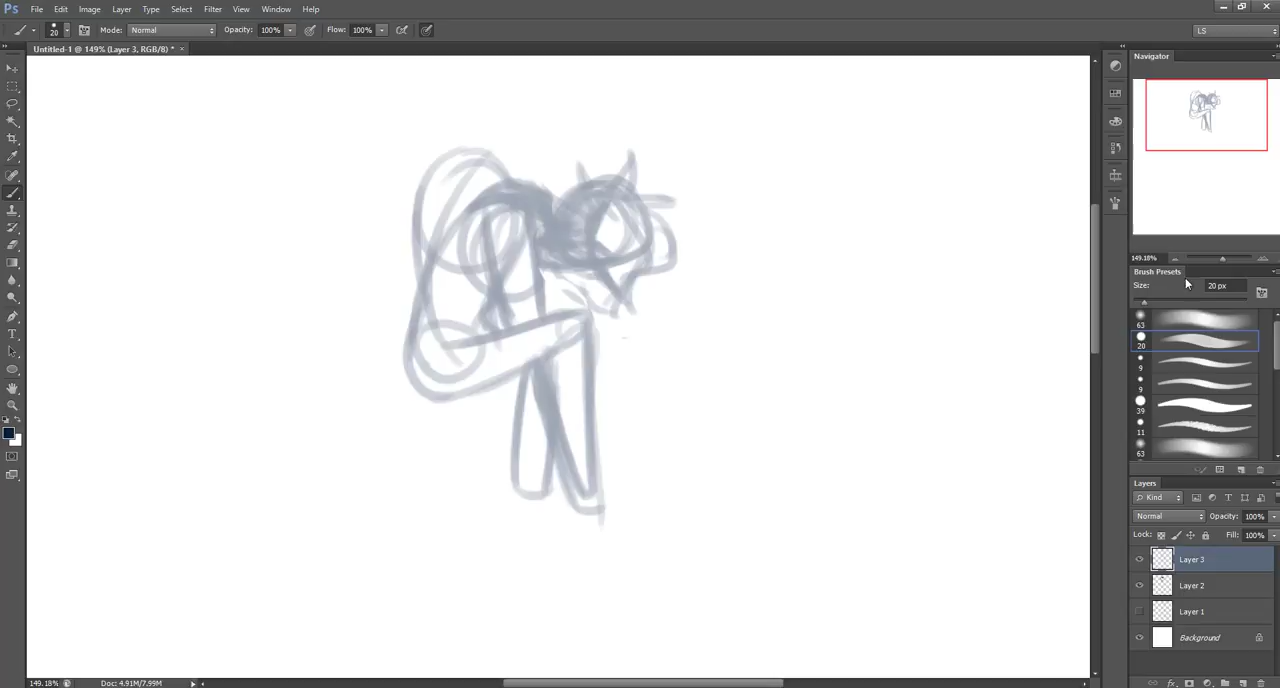 Ps File Edit Image Layer Type Select Filter View Window Help
20 Mode: Normal Opacity: 100% Flow: 100% LS
Untitled-1 @ 149% (Layer 3, RGB/8) * ×
Navigator
149.18%
Brush Presets
Size: 20 px
63
20
9
9
39
11
63
Layers
Kind
Normal Opacity: 100%
Lock: Fill: 100%
Layer 3
Layer 2
Layer 1
Background
149.18% Doc: 4.91M/7.99M